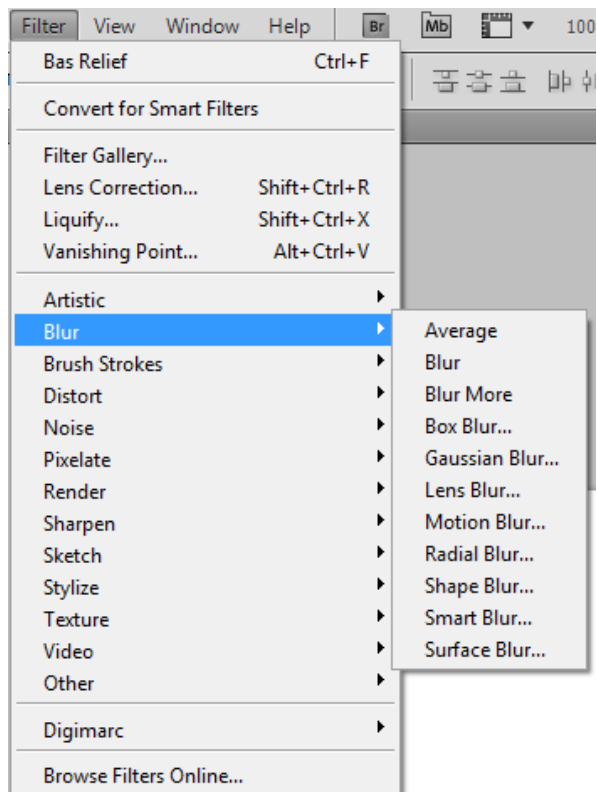 Filter View Window Help Br Mb 100
Bas Relief Ctrl+F
Convert for Smart Filters
Filter Gallery...
Lens Correction... Shift+Ctrl+R
Liquify... Shift+Ctrl+X
Vanishing Point... Alt+Ctrl+V
Artistic
Blur
Brush Strokes
Distort
Noise
Pixelate
Render
Sharpen
Sketch
Stylize
Texture
Video
Other
Digimarc
Browse Filters Online...
Average
Blur
Blur More
Box Blur...
Gaussian Blur...
Lens Blur...
Motion Blur...
Radial Blur...
Shape Blur...
Smart Blur...
Surface Blur...